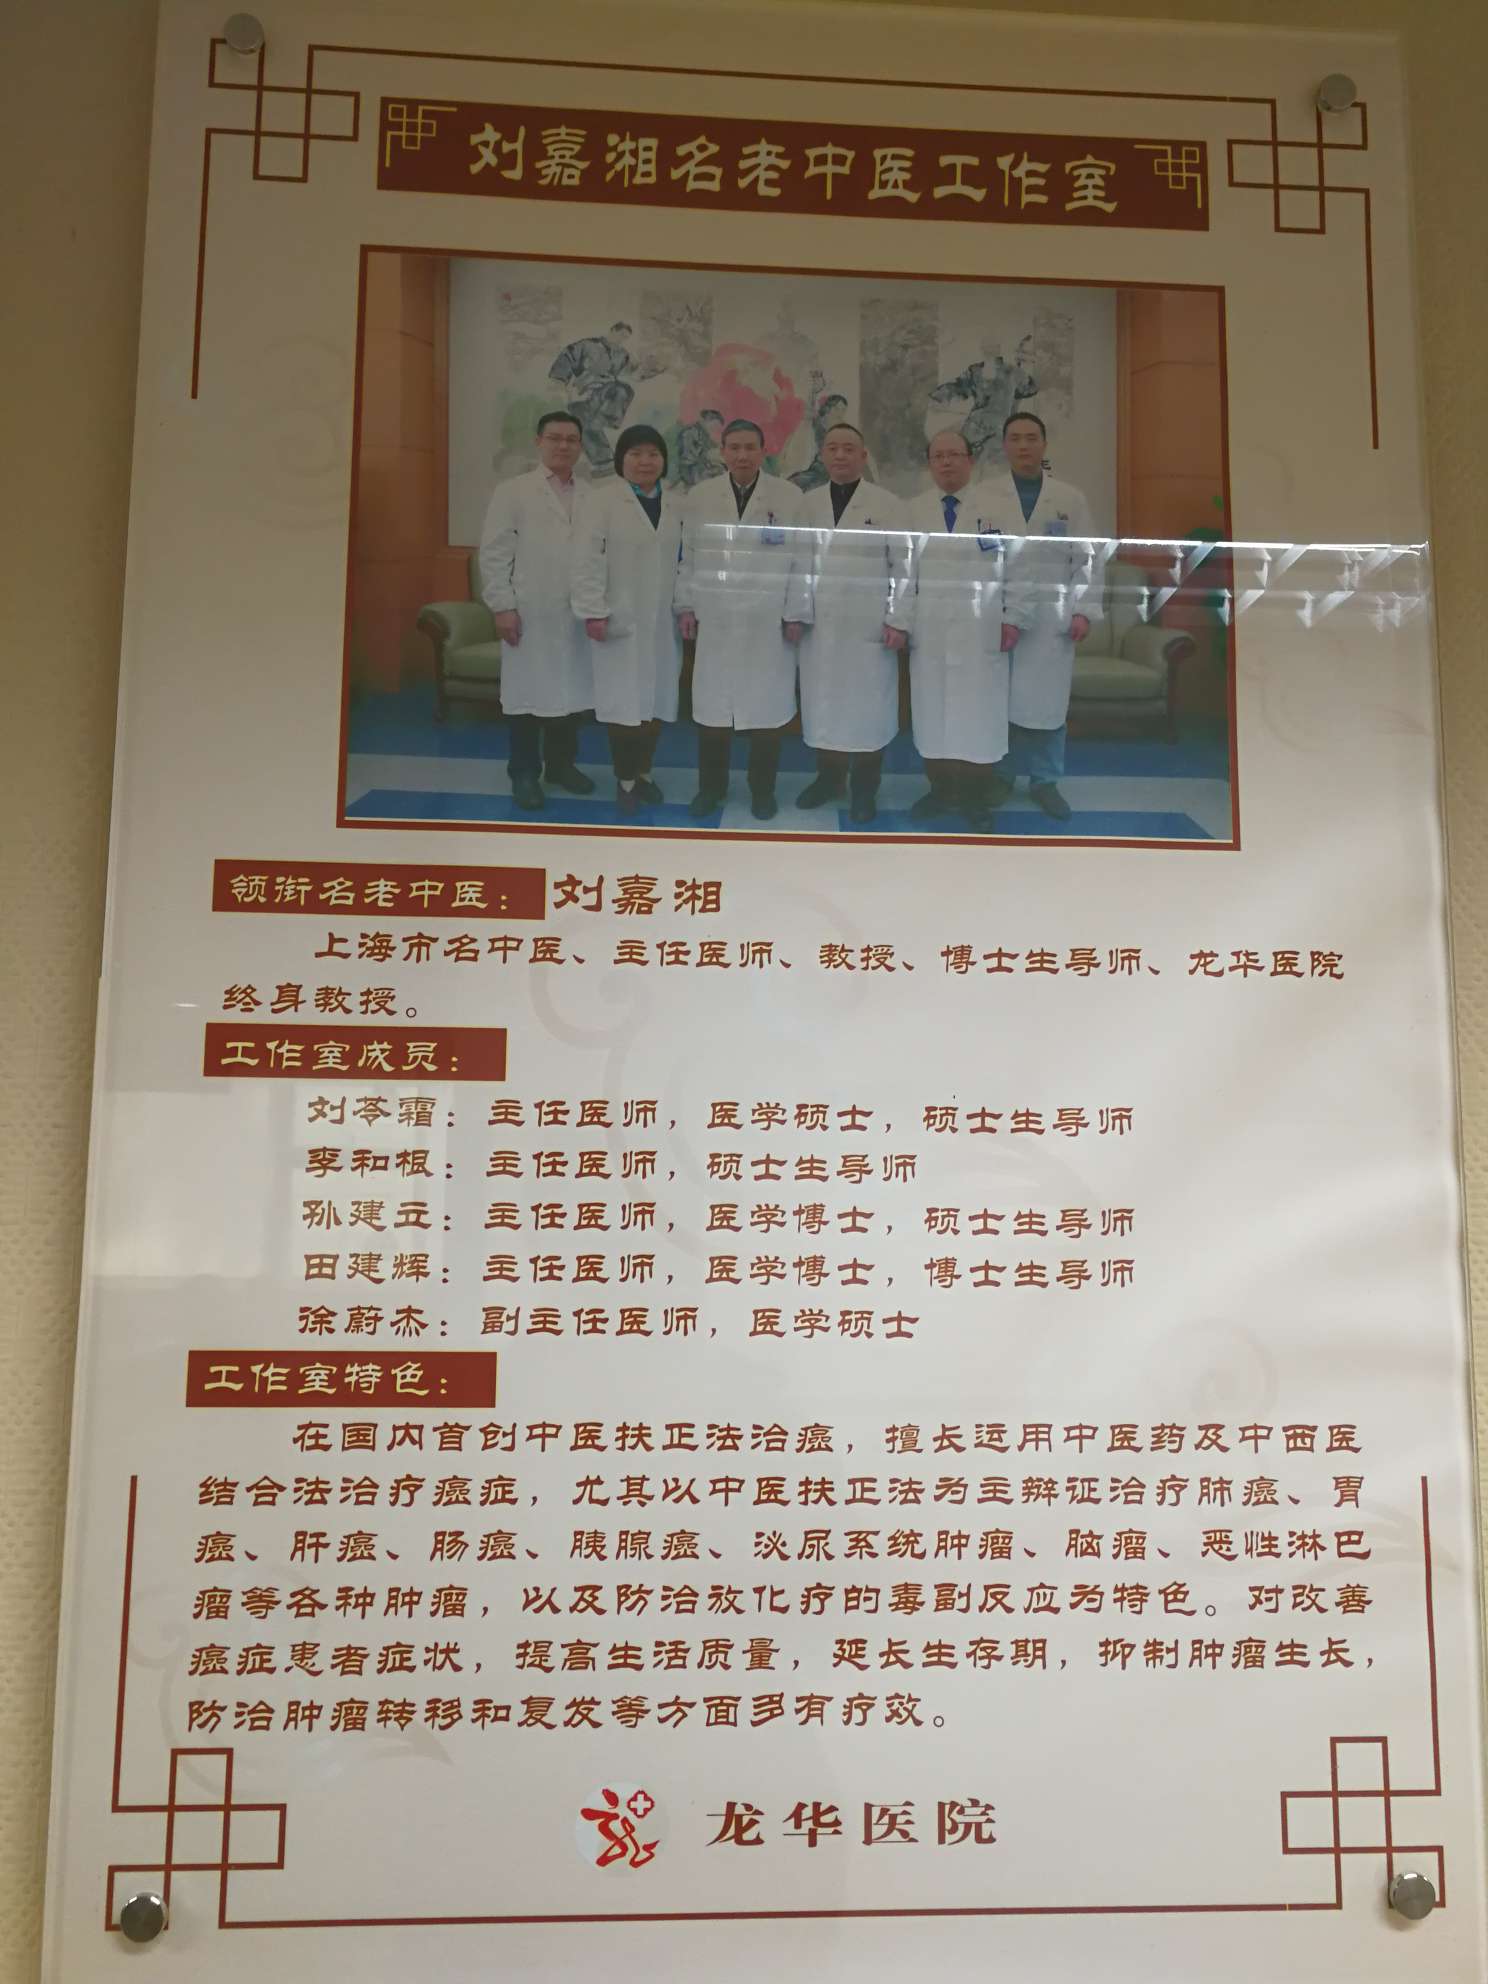 刘嘉湘名老中医工作室
领衔名老中医：刘嘉湘
上海市名中医、主任医师、教授、博士生导师、龙华医院
终身教授。
工作室成员：
刘苓霜：主任医师，医学硕士，硕士生导师
李和根：主任医师，硕士生导师
孙建立：主任医师，医学博士，硕士生导师
田建辉：主任医师，医学博士，博士生导师
徐蔚杰：副主任医师，医学硕士
工作室特色：
在国内首创中医扶正法治癌，擅长运用中医药及中西医
结合法治疗癌症，尤其以中医扶正法为主辩证治疗肺癌、胃
癌、肝癌、肠癌、胰腺癌、泌尿系统肿瘤、脑瘤、恶性淋巴
瘤等各种肿瘤，以及防治放化疗的毒副反应为特色。对改善
癌症患者症状，提高生活质量，延长生存期，抑制肿瘤生长，
防治肿瘤转移和复发等方面多有疗效。
龙华医院